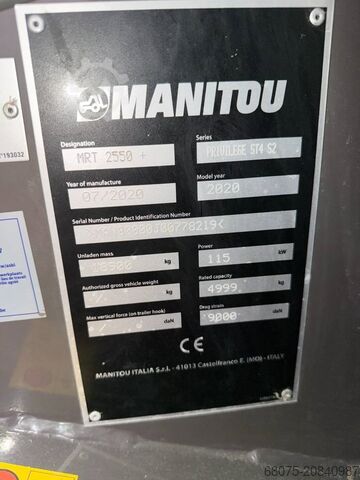 MANITOU
Designation
MRT 2550 +
Series
PRIVILEGE ST4 S2
Year of manufacture
07/2020
Model year
2020
Serial Number / Product Identification Number
Unladen mass
kg
Power
115 kW
Authorized gross vehicle weight
kg
Rated capacity
4999 kg
Max vertical force (on trailer hook)
daN
Drag strain
9000 daN
CE
MANITOU ITALIA S.r.l. - 41013 Castelfranco E. (MO) - ITALY
68075-20840987